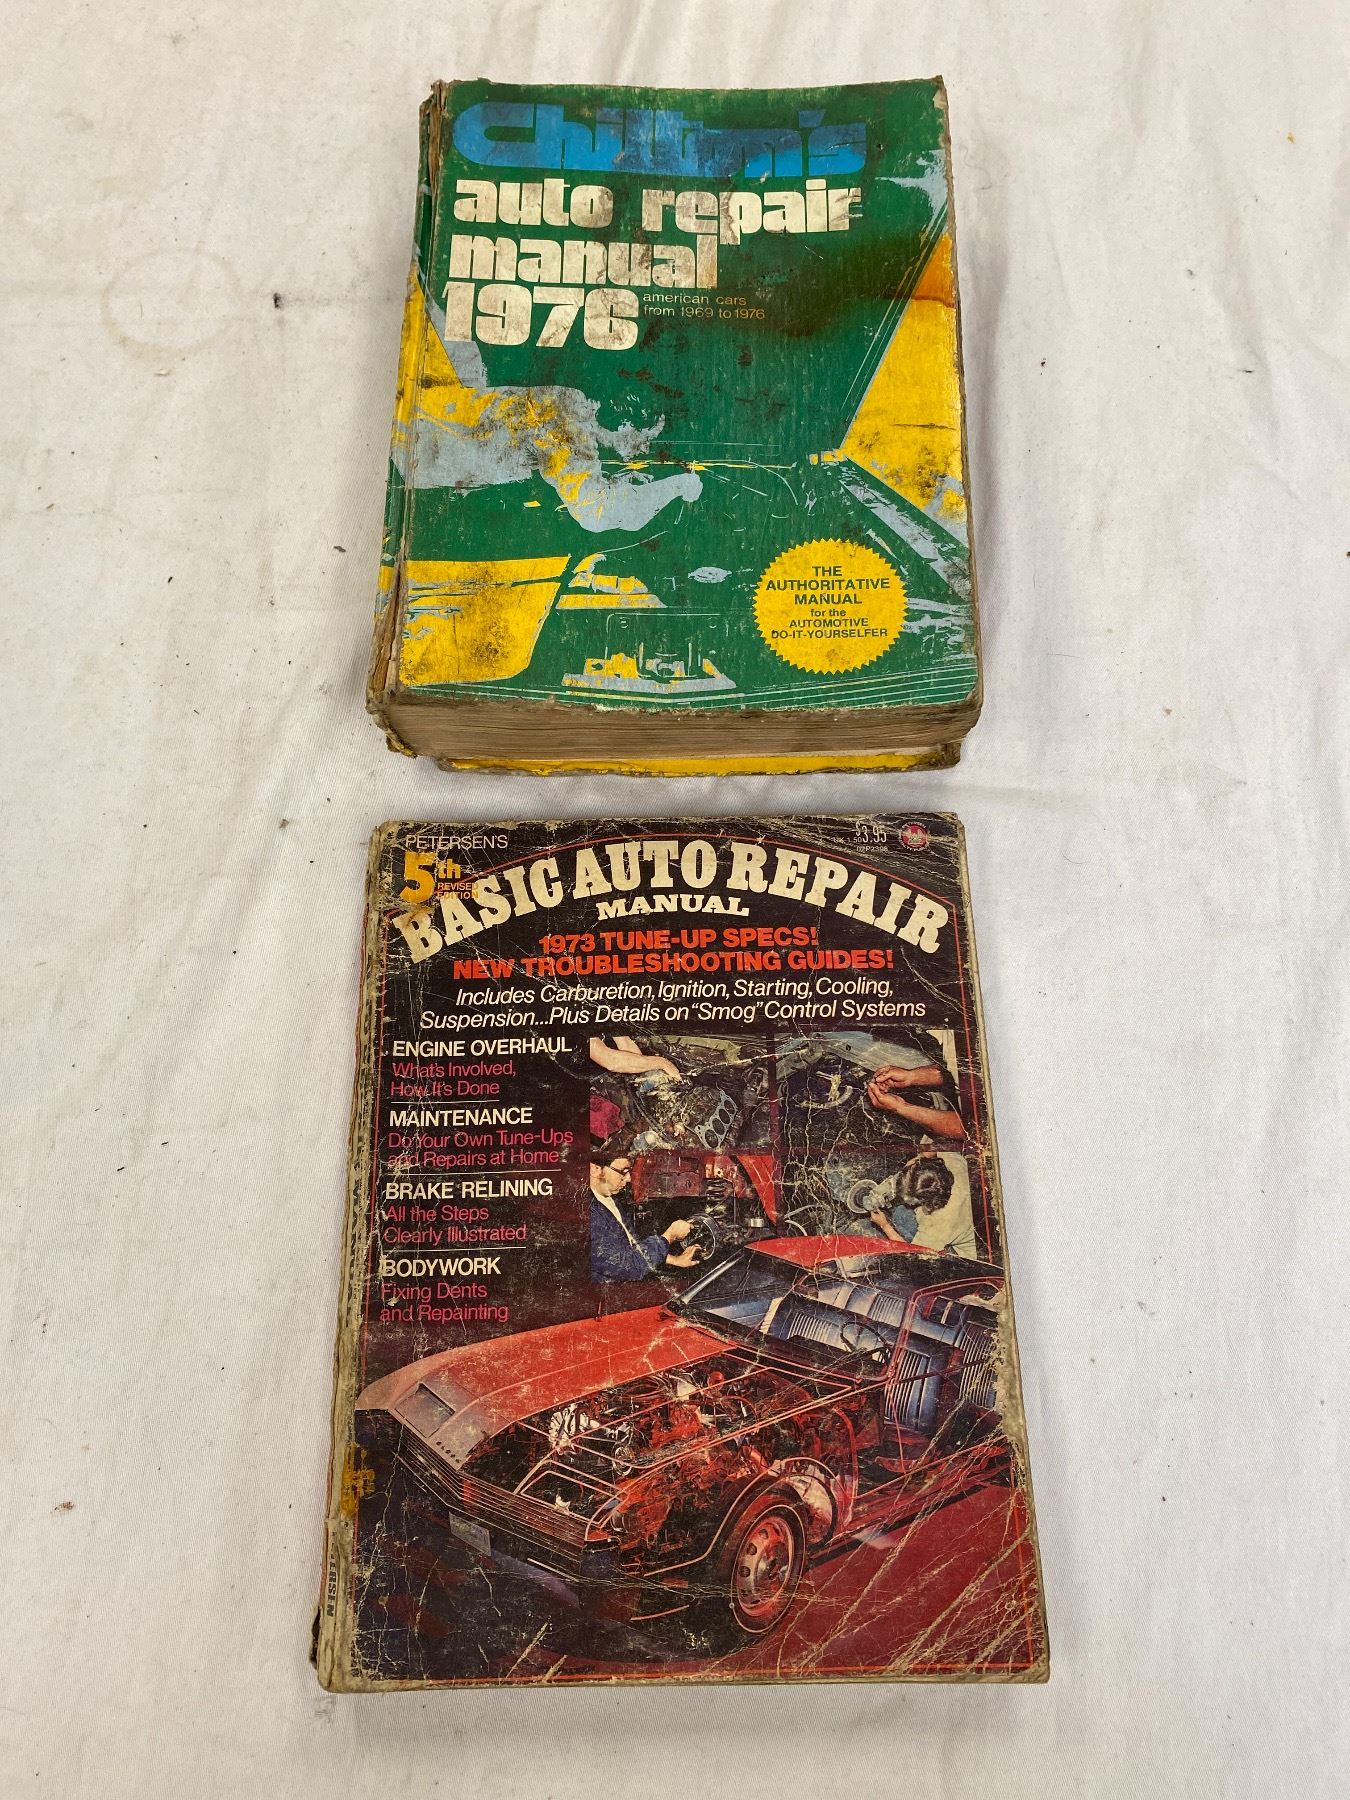 Chilton's
auto repair
manual
1976
american cars
from 1969 to 1976
THE
AUTHORITATIVE
MANUAL
for the
AUTOMOTIVE
DO-IT-YOURSELFER
PETERSEN'S
5th
REVISED
EDITION
$3.95
BASIC AUTO REPAIR
MANUAL
1973 TUNE-UP SPECS!
NEW TROUBLESHOOTING GUIDES!
Includes Carburetion, Ignition, Starting, Cooling,
Suspension...Plus Details on "Smog" Control Systems
ENGINE OVERHAUL
What's Involved,
How It's Done
MAINTENANCE
Do Your Own Tune-Ups
and Repairs at Home
BRAKE RELINING
All the Steps
Clearly Illustrated
BODYWORK
Fixing Dents
and Repainting